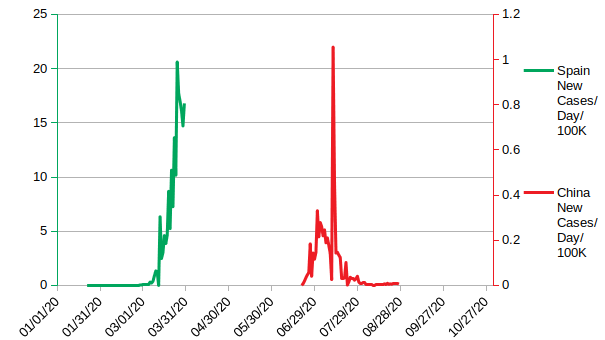 25
20
15
10
5
0
1.2
1
0.8
0.6
0.4
0.2
0
01/01/20
01/31/20
03/01/20
03/31/20
04/30/20
05/30/20
06/29/20
07/29/20
08/28/20
09/27/20
10/27/20
Spain
New
Cases/
Day/
100K
China
New
Cases/
Day/
100K